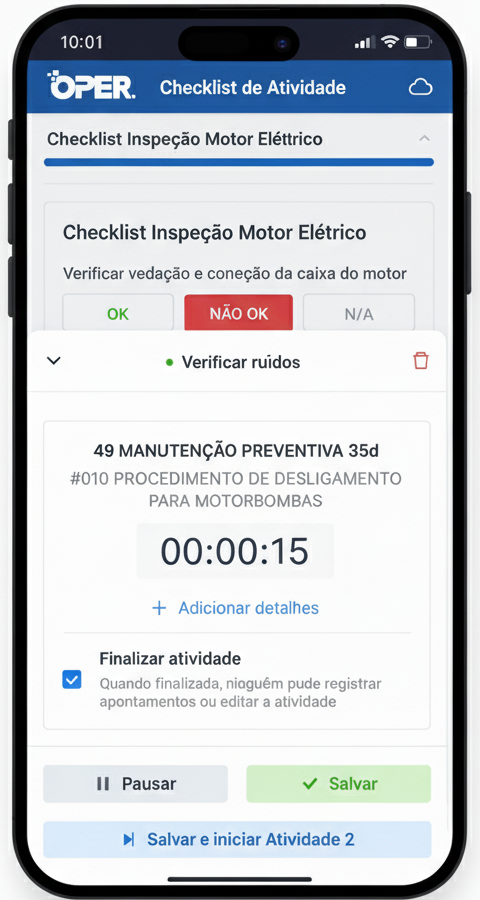 10:01
OPER.
Checklist de Atividade
Checklist Inspeção Motor Eléttrico
Checklist Inspeção Motor Elétrico
Verificar vedação e coneção da caixa do motor
OK
NÃO OK
N/A
Verificar ruídos
49 MANUTENÇÃO PREVENTIVA 35d
#010 PROCEDIMENTO DE DESLIGAMENTO
PARA MOTORBOMBAS
00:00:15
+ Adicionar detalhes
Finalizar atividade
Quando finalizada, nioguém pude registrar
apontamentos ou editar a atividade
Pausar
Salvar
Salvar e iniciar Atividade 2